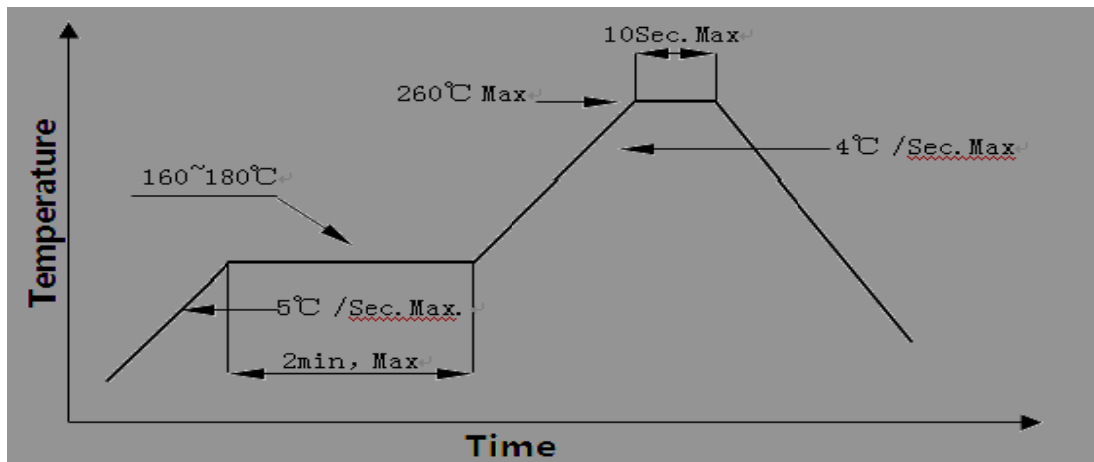 10Sec.Max
260℃ Max
4℃ /Sec.Max
160~180℃
5℃ /Sec.Max.
2min, Max
Temperature
Time